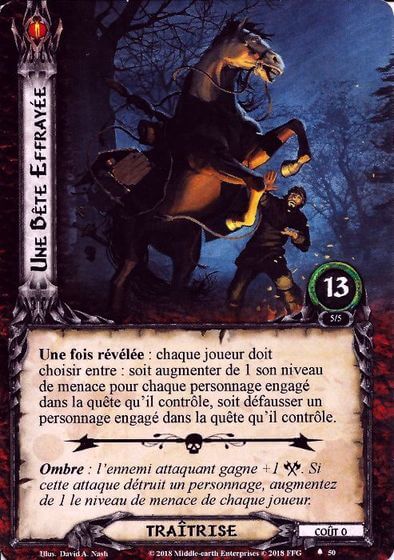 UNE BÊTE EFFRAYÉE
13
5/5
Une fois révélée : chaque joueur doit
choisir entre : soit augmenter de 1 son niveau
de menace pour chaque personnage engagé
dans la quête qu'il contrôle, soit défausser un
personnage engagé dans la quête qu'il contrôle.
Ombre : l'ennemi attaquant gagne +1 . Si
cette attaque détruit un personnage, augmentez
de 1 le niveau de menace de chaque joueur.
TRAÎTRISE
COÛT 0
Illus. David A. Nash
© 2018 Middle-earth Enterprises © 2018 FFG
50